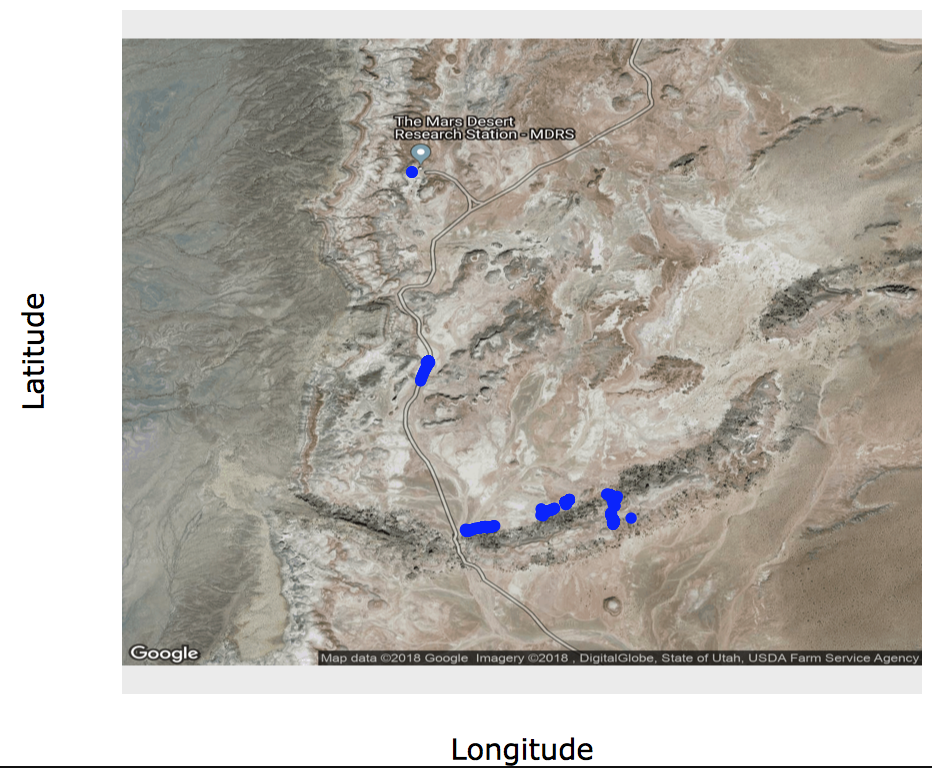 The Mars Desert
Research Station - MDRS
Latitude
Google
Map data ©2018 Google Imagery ©2018 , DigitalGlobe, State of Utah, USDA Farm Service Agency
Longitude